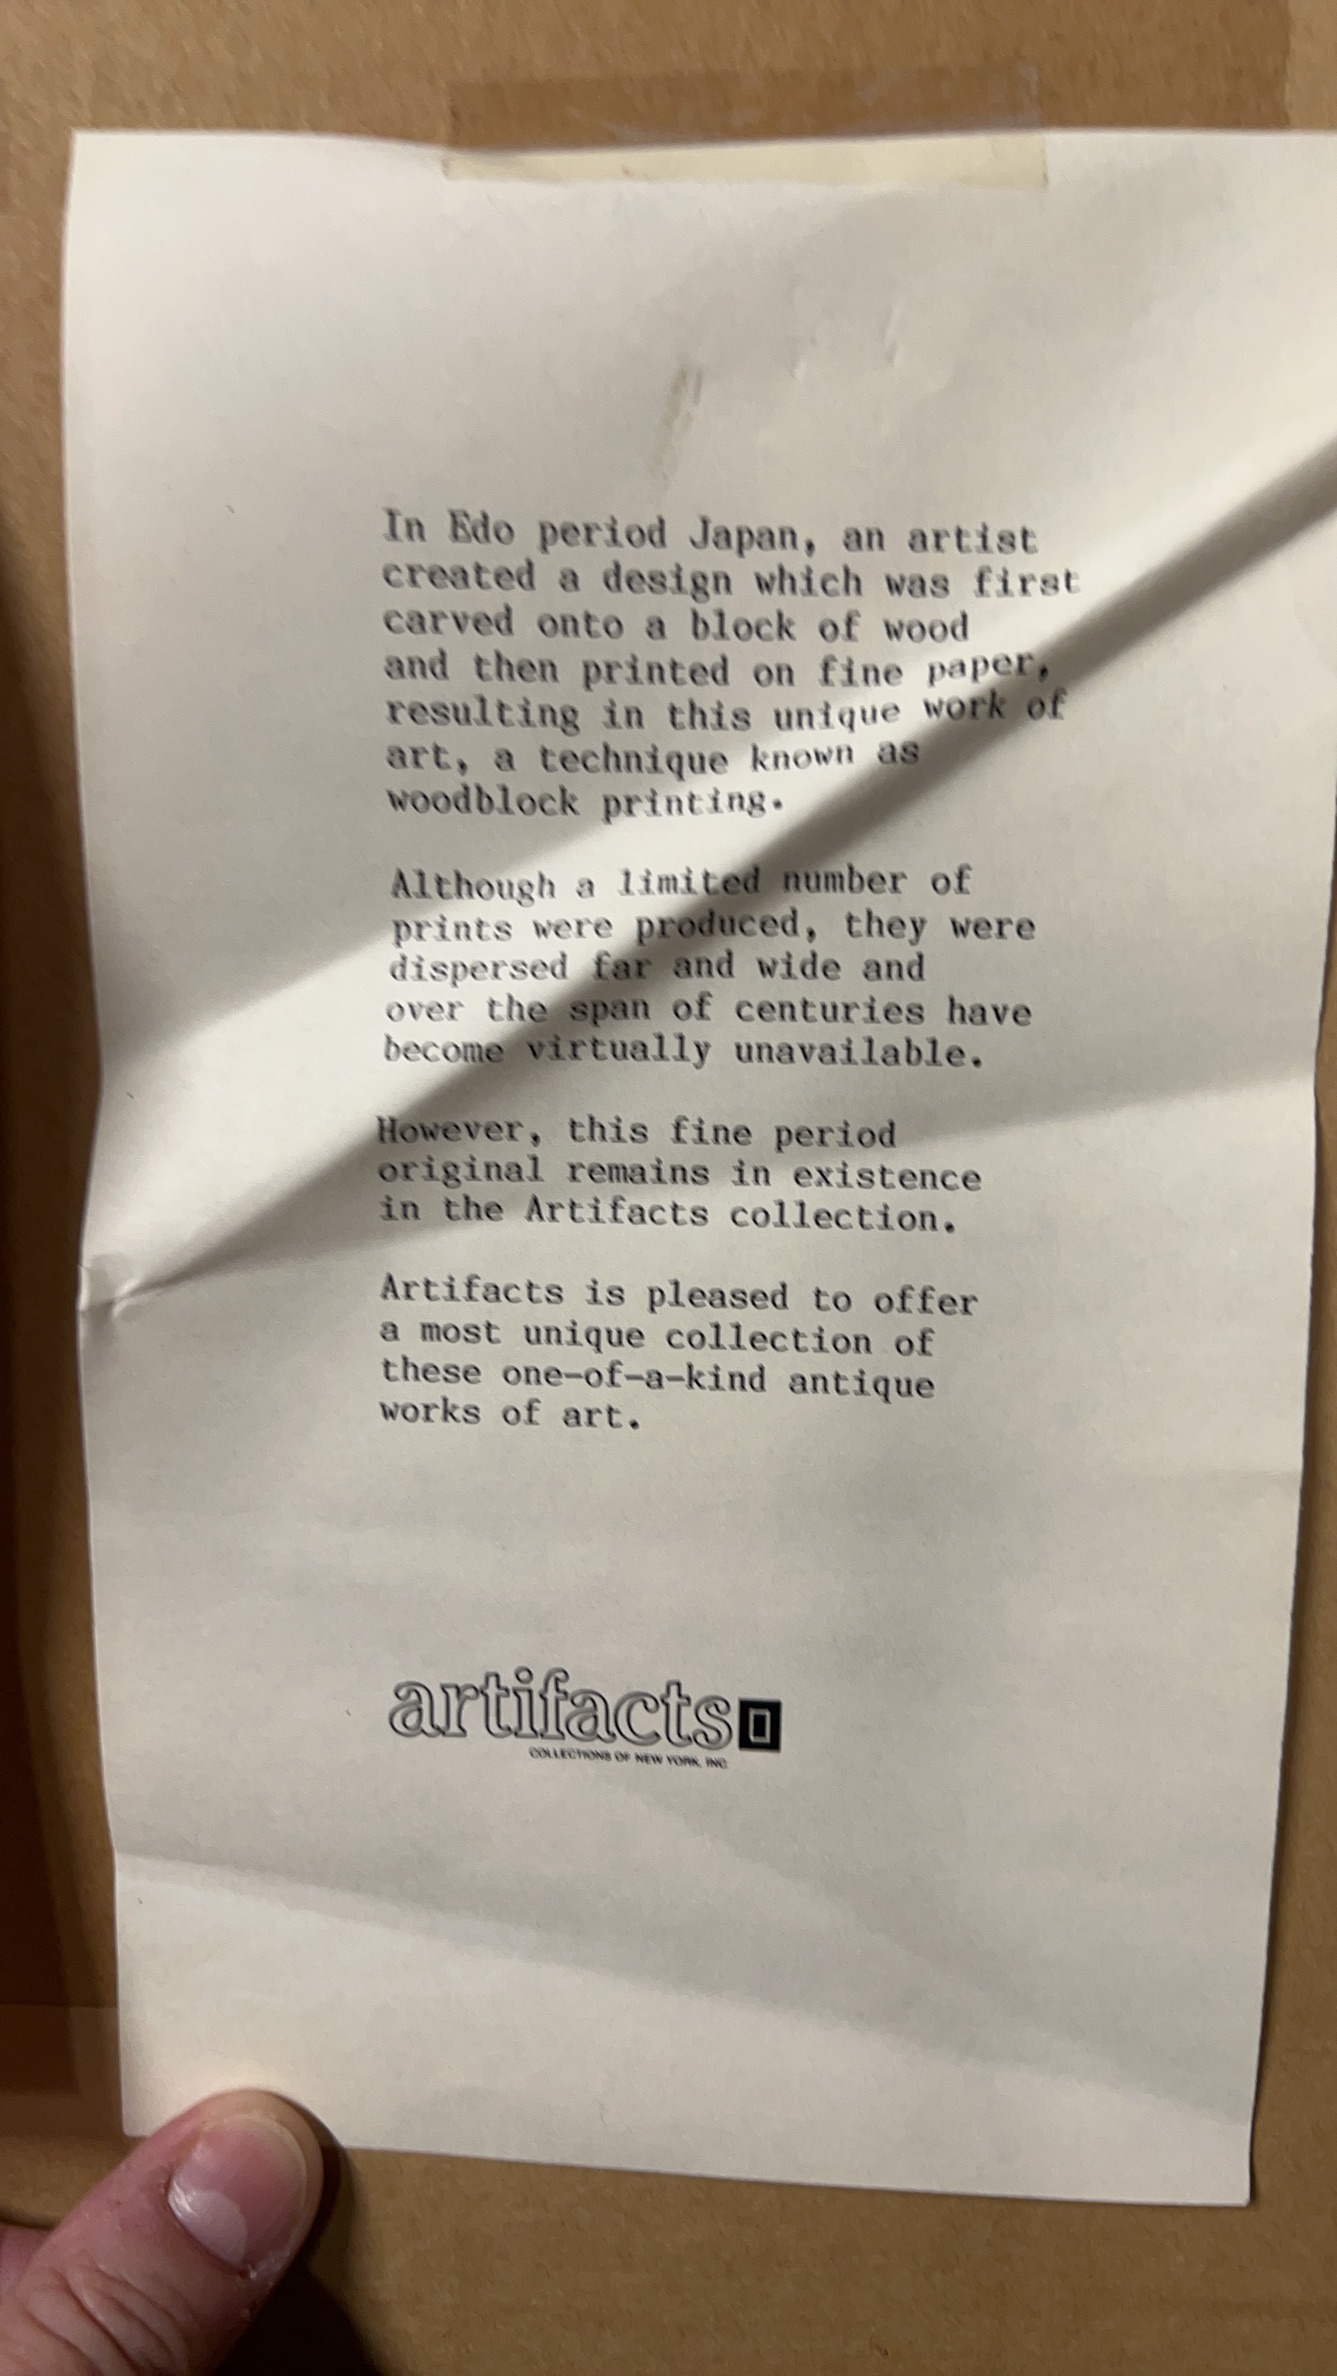 In Edo period Japan, an artist
created a design which was first
carved onto a block of wood
and then printed on fine paper,
resulting in this unique work of
art, a technique known as
woodblock printing.
Although a limited number of
prints were produced, they were
dispersed far and wide and
over the span of centuries have
become virtually unavailable.
However, this fine period
original remains in existence
in the Artifacts collection.
Artifacts is pleased to offer
a most unique collection of
these one-of-a-kind antique
works of art.
artifacts
COLLECTIONS OF NEW YORK, INC.